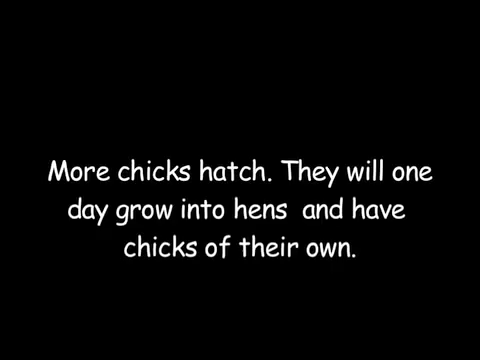 More chicks hatch. They will one
day grow into hens  and have
chicks of their own.